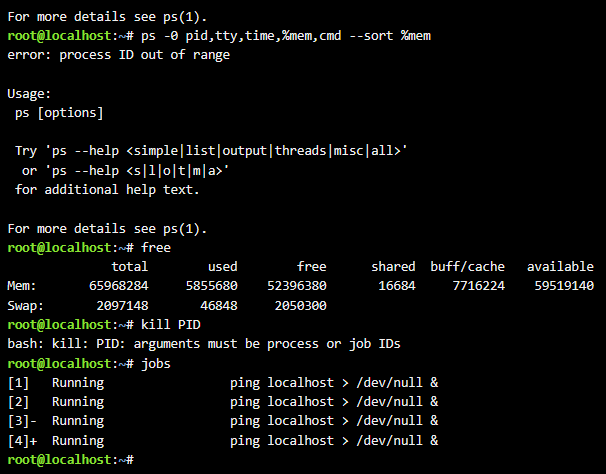 For more details see ps(1).
root@localhost:~# ps -0 pid,tty,time,%mem,cmd --sort %mem
error: process ID out of range

Usage:
 ps [options]

 Try 'ps --help <simple|list|output|threads|misc|all>'
  or 'ps --help <s|l|o|t|m|a>'
 for additional help text.

For more details see ps(1).
root@localhost:~# free
              total        used        free      shared  buff/cache   available
Mem:       65968284     5855680    52396380       16684     7716224    59519140
Swap:       2097148       46848     2050300
root@localhost:~# kill PID
bash: kill: PID: arguments must be process or job IDs
root@localhost:~# jobs
[1]   Running                 ping localhost > /dev/null &
[2]   Running                 ping localhost > /dev/null &
[3]-  Running                 ping localhost > /dev/null &
[4]+  Running                 ping localhost > /dev/null &
root@localhost:~#